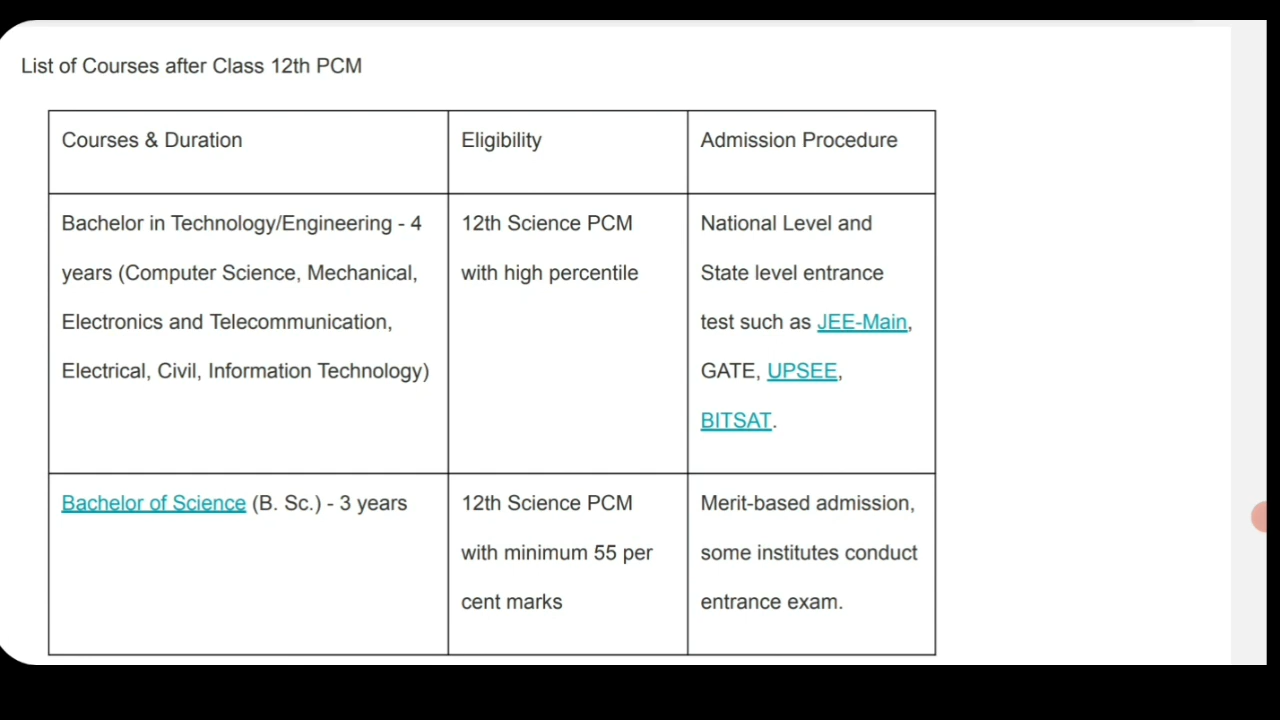 List of Courses after Class 12th PCM
Courses & Duration
Eligibility
Admission Procedure
Bachelor in Technology/Engineering - 4
years (Computer Science, Mechanical,
Electronics and Telecommunication,
Electrical, Civil, Information Technology)
12th Science PCM
with high percentile
National Level and
State level entrance
test such as JEE-Main,
GATE, UPSEE,
BITSAT.
Bachelor of Science (B. Sc.) - 3 years
12th Science PCM
with minimum 55 per
cent marks
Merit-based admission,
some institutes conduct
entrance exam.